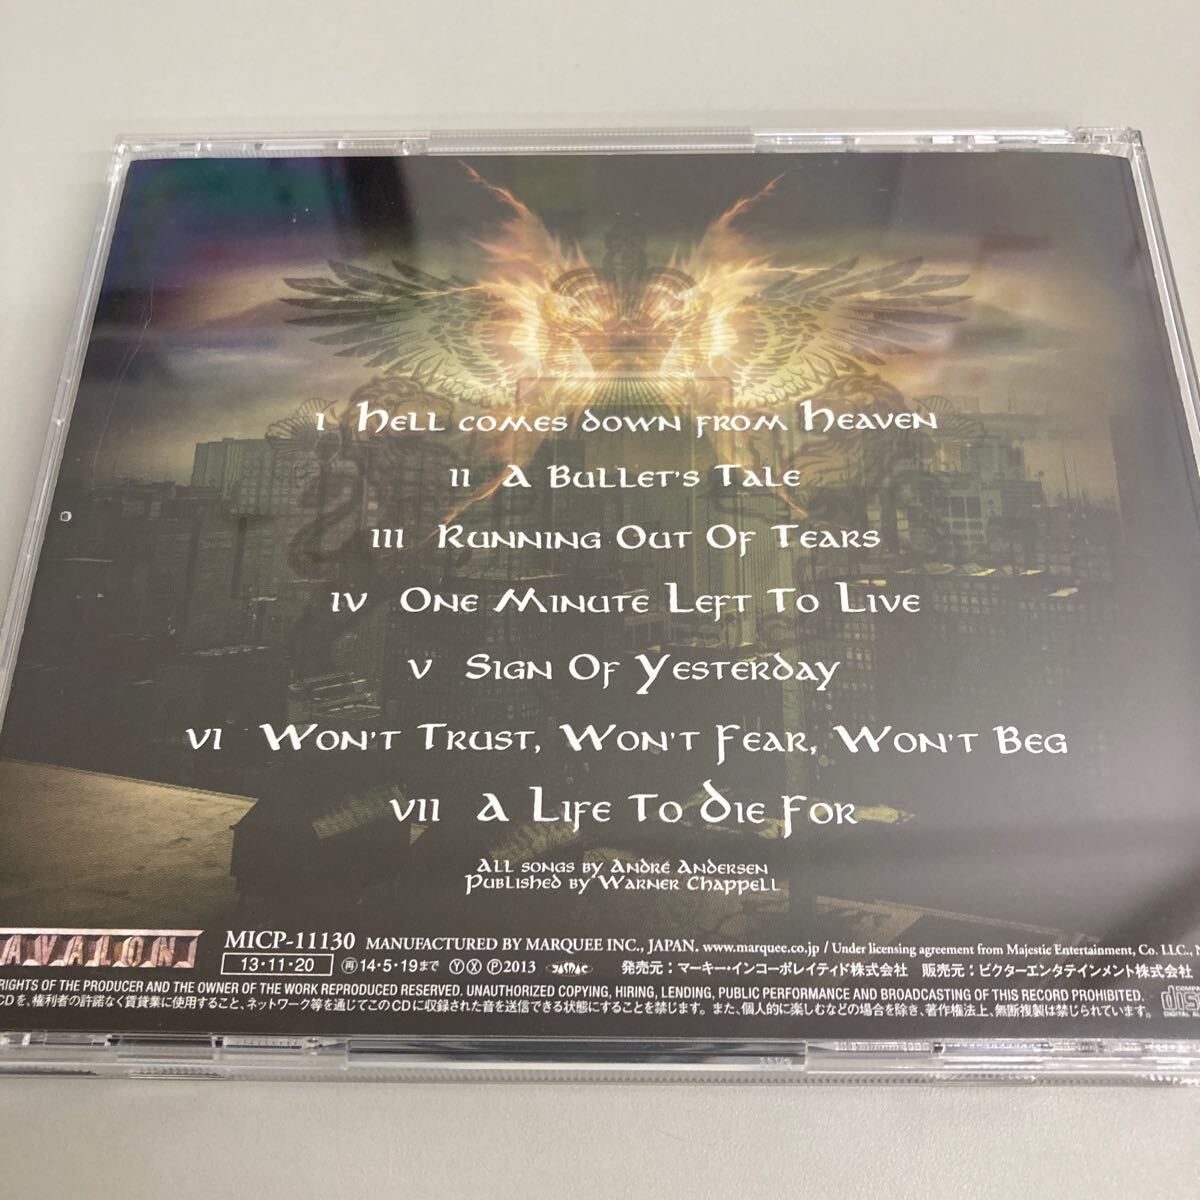 I Hell comes down from Heaven
II A Bullet's Tale
III Running Out Of Tears
IV One Minute Left To Live
V Sign Of Yesterday
VI Won't Trust, Won't Fear, Won't Beg
VII A Life To Die For
All songs by André Andersen
Published by Warner Chappell
AVALON
MICP-11130 MANUFACTURED BY MARQUEE INC., JAPAN. www.marquee.co.jp / Under licensing agreement from Majestic Entertainment, Co. LLC.,
13・11・20 再14・5・19まで Ⓨ Ⓧ Ⓟ2013 JASRAC 発売元:マーキー・インコーポレイティド株式会社 販売元:ビクターエンタテインメント株式会社
RIGHTS OF THE PRODUCER AND THE OWNER OF THE WORK REPRODUCED RESERVED. UNAUTHORIZED COPYING, HIRING, LENDING, PUBLIC PERFORMANCE AND BROADCASTING OF THIS RECORD PROHIBITED.
CDを、権利者の許諾なく賃貸業に使用すること、ネットワーク等を通じてこのCDに収録された音を送信できる状態にすることを禁じます。また、個人的に楽しむなどの場合を除き、著作権法上、無断複製は禁じられています。